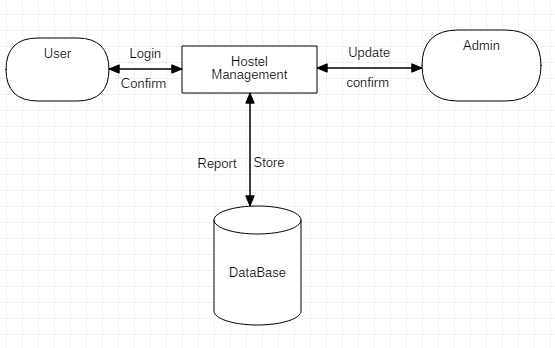 User
Login
Confirm
Hostel
Management
Update
confirm
Admin
Report
Store
DataBase